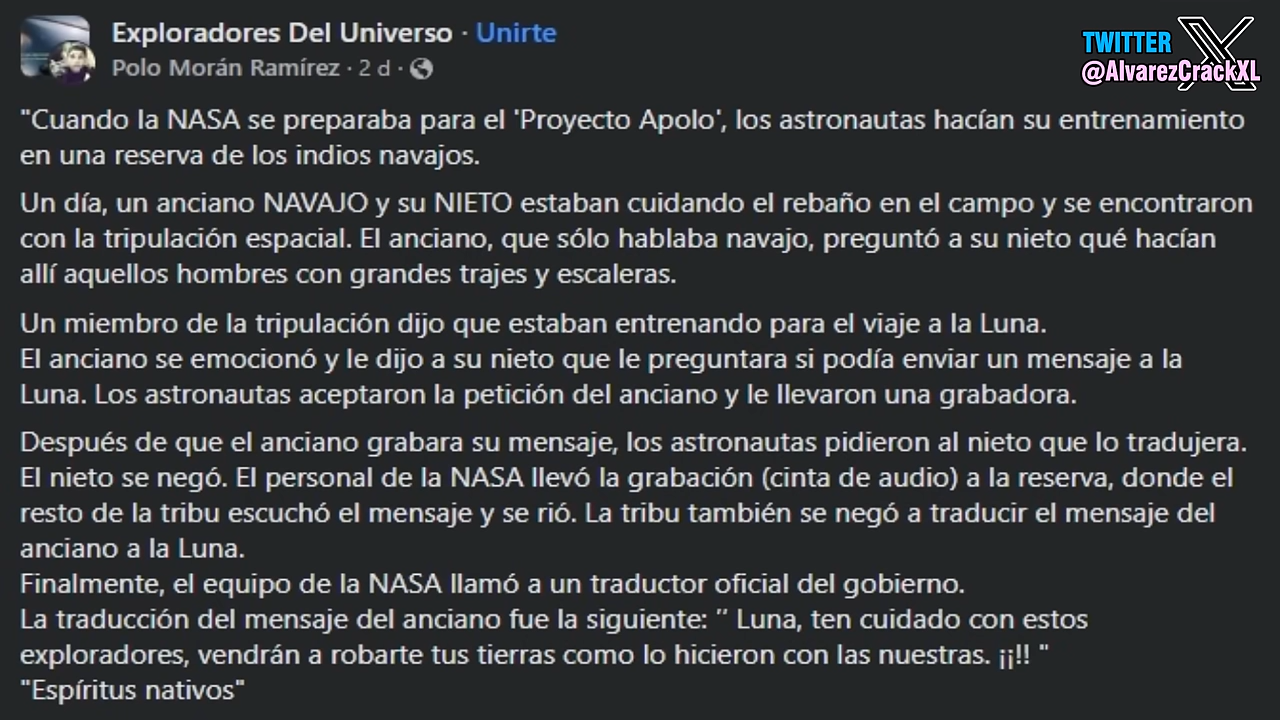 Exploradores Del Universo · Unirte
Polo Morán Ramírez · 2 d ·
TWITTER
@AlvarezCrackXL
"Cuando la NASA se preparaba para el 'Proyecto Apolo', los astronautas hacían su entrenamiento
en una reserva de los indios navajos.
Un día, un anciano NAVAJO y su NIETO estaban cuidando el rebaño en el campo y se encontraron
con la tripulación espacial. El anciano, que sólo hablaba navajo, preguntó a su nieto qué hacían
allí aquellos hombres con grandes trajes y escaleras.
Un miembro de la tripulación dijo que estaban entrenando para el viaje a la Luna.
El anciano se emocionó y le dijo a su nieto que le preguntara si podía enviar un mensaje a la
Luna. Los astronautas aceptaron la petición del anciano y le llevaron una grabadora.
Después de que el anciano grabara su mensaje, los astronautas pidieron al nieto que lo tradujera.
El nieto se negó. El personal de la NASA llevó la grabación (cinta de audio) a la reserva, donde el
resto de la tribu escuchó el mensaje y se rió. La tribu también se negó a traducir el mensaje del
anciano a la Luna.
Finalmente, el equipo de la NASA llamó a un traductor oficial del gobierno.
La traducción del mensaje del anciano fue la siguiente: ‘’ Luna, ten cuidado con estos
exploradores, vendrán a robarte tus tierras como lo hicieron con las nuestras. ¡¡!! "
"Espíritus nativos"